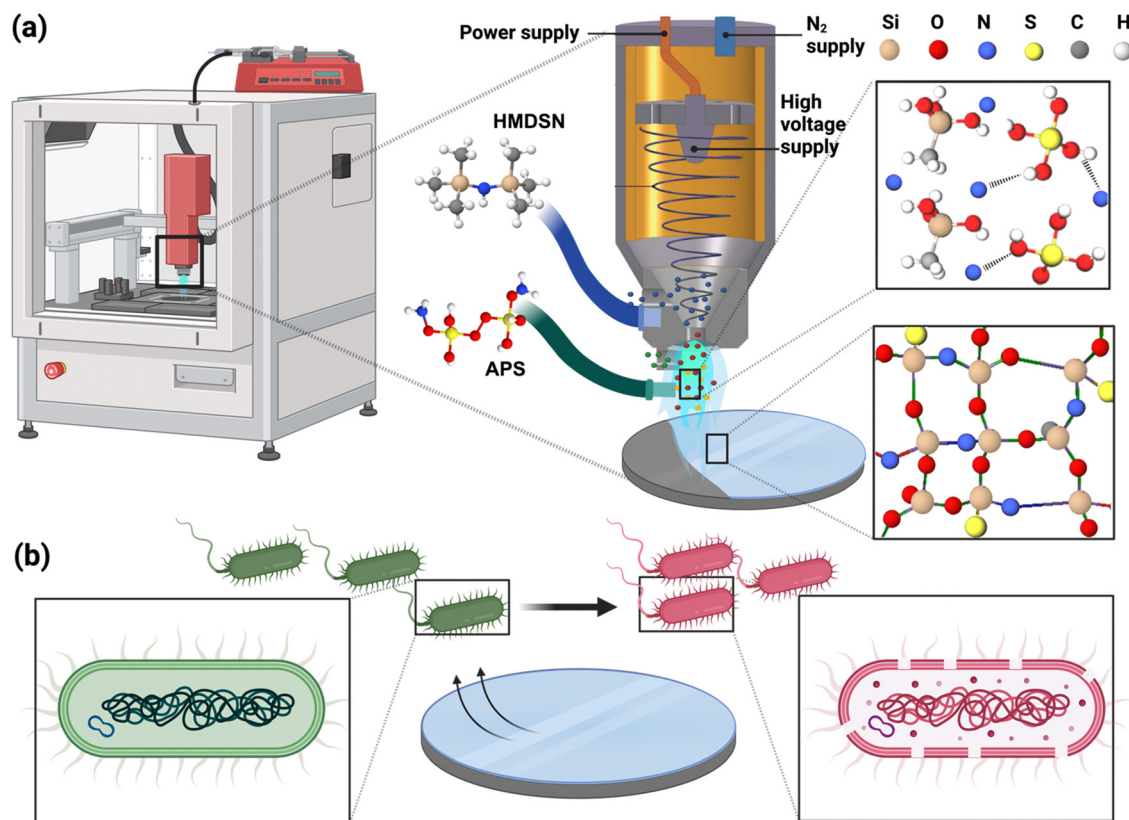 (a)
Power supply
N2
supply
Si O N S C H
HMDSN
High
voltage
supply
APS
(b)